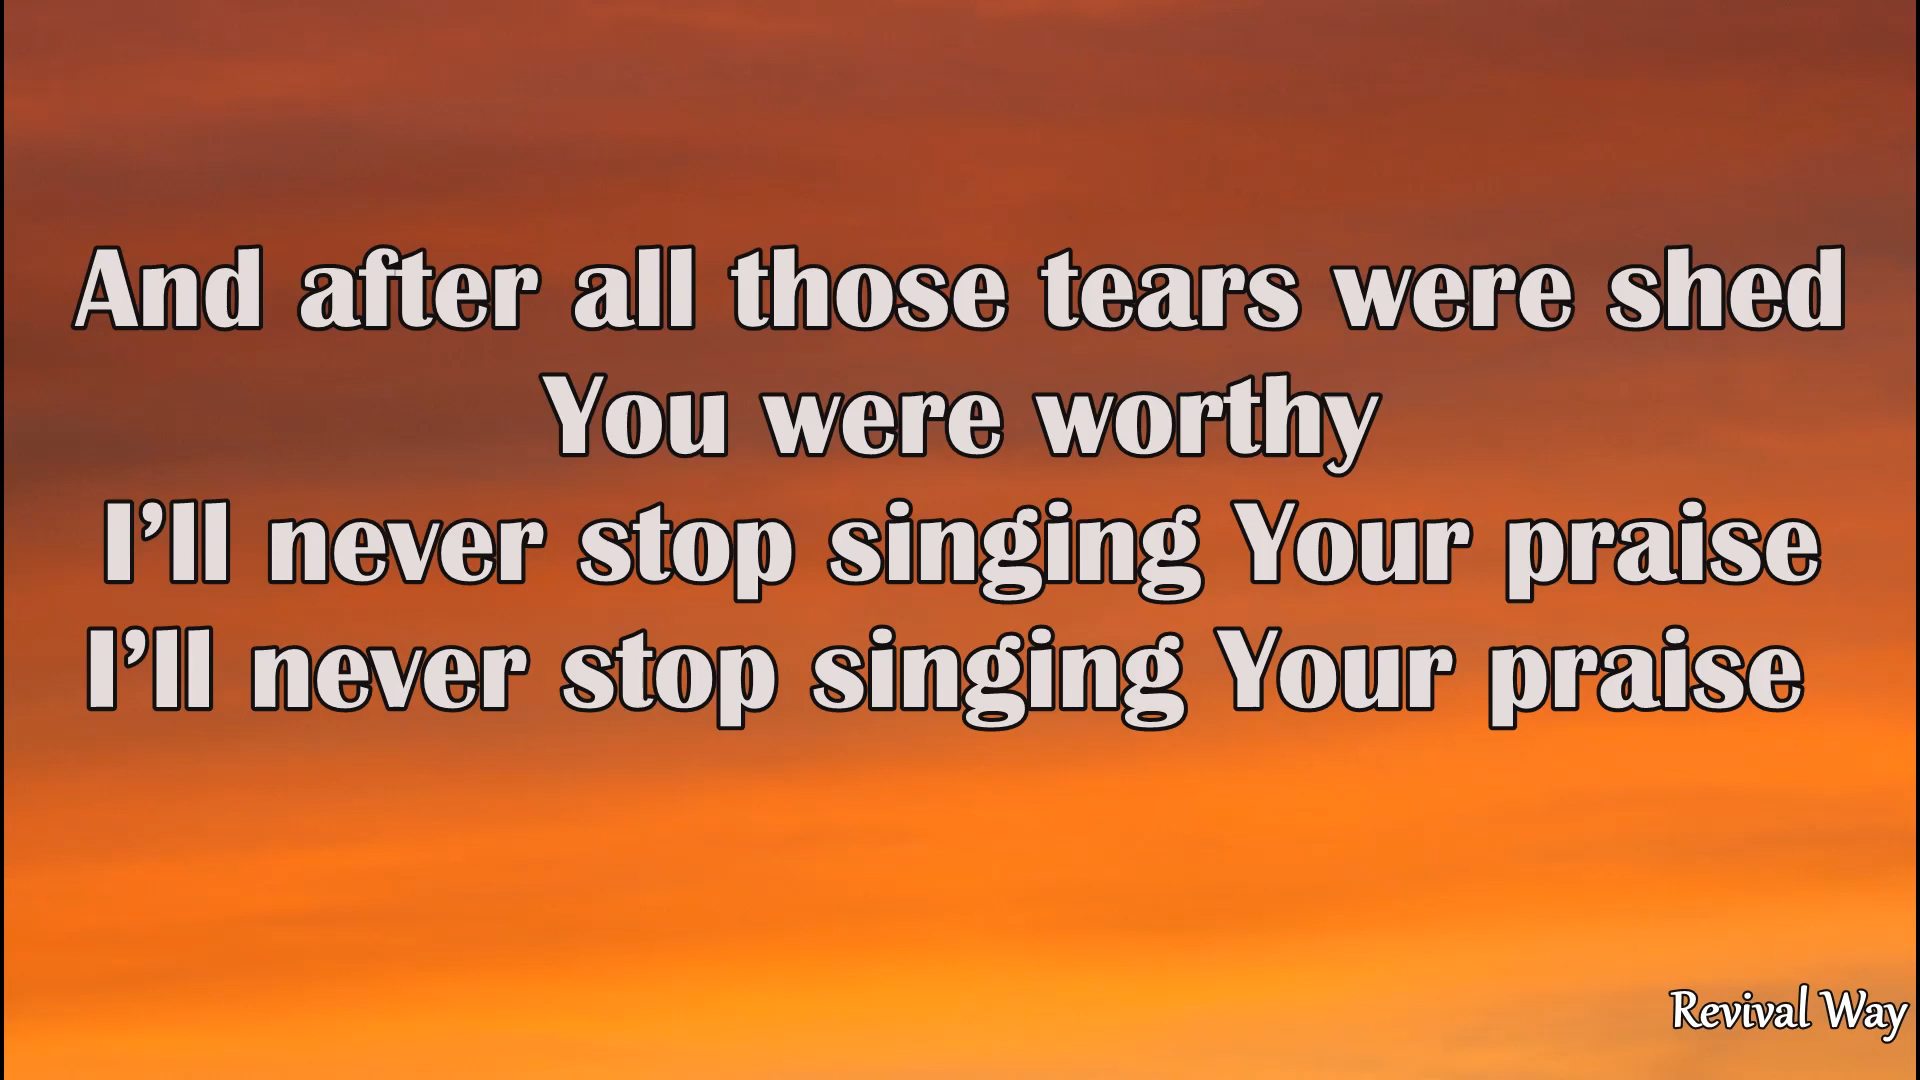 And after all those tears were shed
You were worthy
I’ll never stop singing Your praise
I’ll never stop singing Your praise
Revival Way